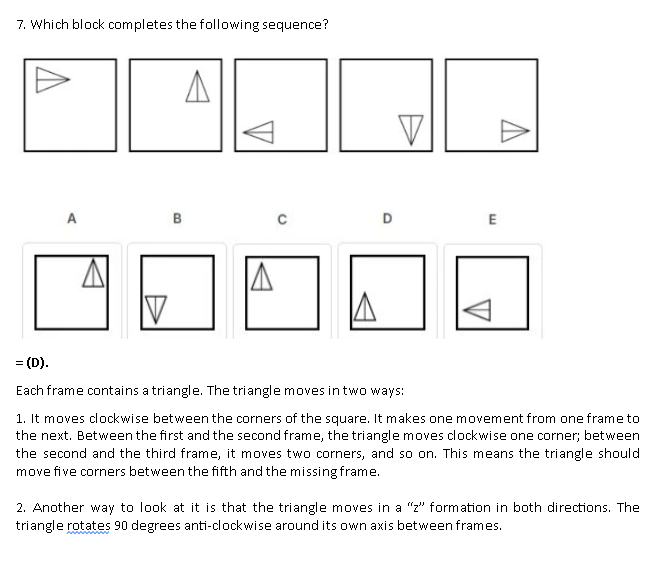 7. Which block completes the following sequence?
A B C D E
= (D).
Each frame contains a triangle. The triangle moves in two ways:
1. It moves clockwise between the corners of the square. It makes one movement from one frame to
the next. Between the first and the second frame, the triangle moves clockwise one corner; between
the second and the third frame, it moves two corners, and so on. This means the triangle should
move five corners between the fifth and the missing frame.
2. Another way to look at it is that the triangle moves in a “z” formation in both directions. The
triangle rotates 90 degrees anti-clockwise around its own axis between frames.